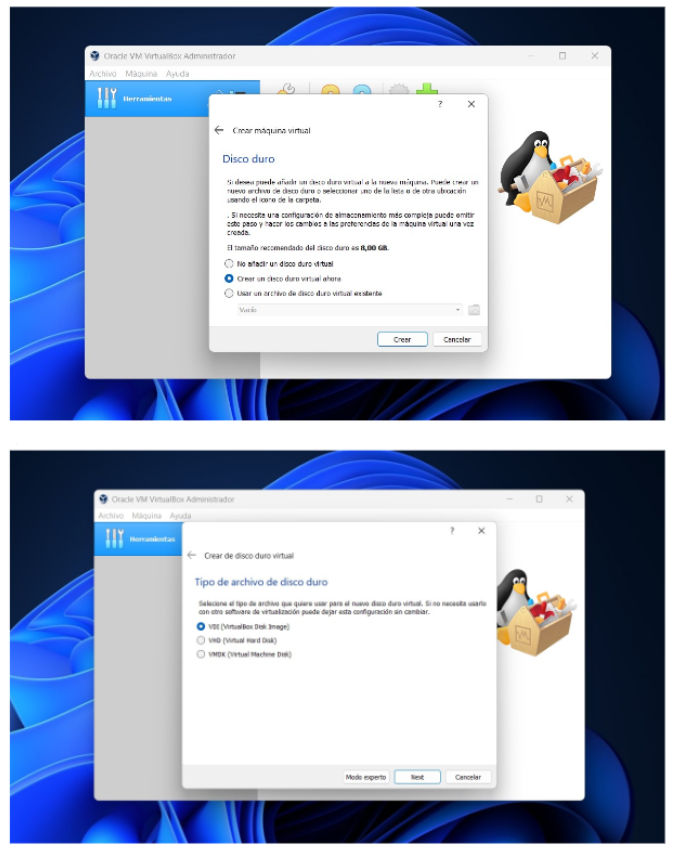 Oracle VM VirtualBox Administrador
Archivo Máquina Ayuda
Herramientas
Crear máquina virtual
Disco duro
Si desea puede añadir un disco duro virtual a la nueva máquina. Puede crear un
nuevo archivo de disco duro o seleccionar uno de la lista o de otra ubicación
usando el icono de la carpeta.
. Si necesita una configuración de almacenamiento más compleja puede omitir
este paso y hacer los cambios a las preferencias de la máquina virtual una vez
creada.
El tamaño recomendado del disco duro es 8,00 GB.
No añadir un disco duro virtual
Crear un disco duro virtual ahora
Usar un archivo de disco duro virtual existente
Vacío
Crear Cancelar
Oracle VM VirtualBox Administrador
Archivo Máquina Ayuda
Herramientas
Crear de disco duro virtual
Tipo de archivo de disco duro
Seleccione el tipo de archivo que quiere usar para el nuevo disco duro virtual. Si no necesita usarlo
con otro software de virtualización puede dejar esta configuración sin cambiar.
VDI (VirtualBox Disk Image)
VHD (Virtual Hard Disk)
VMDK (Virtual Machine Disk)
Modo experto Next Cancelar